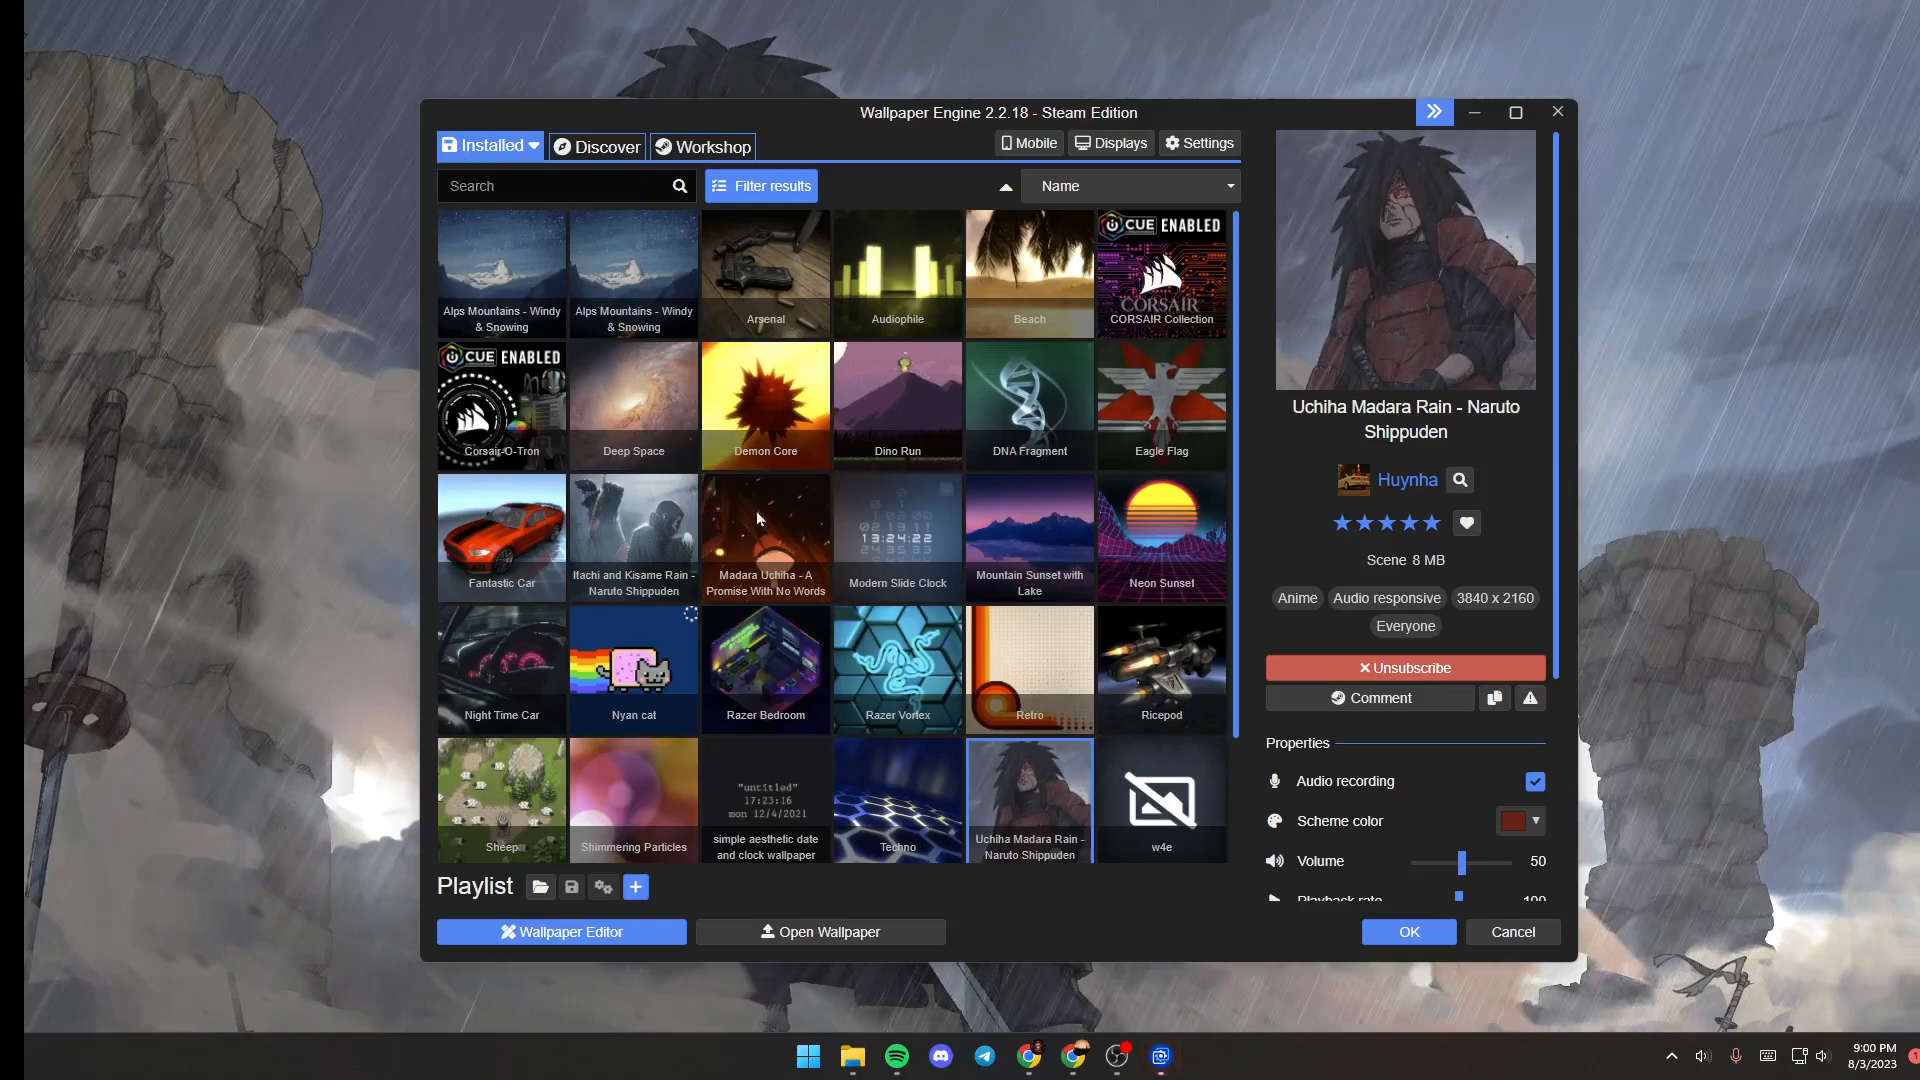 Wallpaper Engine 2.2.18 - Steam Edition
Installed
Discover
Workshop
Mobile
Displays
Settings
Search
Filter results
Name
Alps Mountains - Windy
& Snowing
Alps Mountains - Windy
& Snowing
Arsenal
Audiophile
Beach
CUE ENABLED
CORSAIR
CORSAIR Collection
CUE ENABLED
Corsair-O-Tron
Deep Space
Demon Core
Dino Run
DNA Fragment
Eagle Flag
Fantastic Car
Itachi and Kisame Rain -
Naruto Shippuden
Madara Uchiha - A
Promise With No Words
13:24:22
Modern Slide Clock
Mountain Sunset with
Lake
Neon Sunset
Night Time Car
Nyan cat
Razer Bedroom
Razer Vortex
Retro
Ricepod
Sheep
Shimmering Particles
"untitled"
17:23:16
mon 12/4/2021
simple aesthetic date
and clock wallpaper
Techno
Uchiha Madara Rain -
Naruto Shippuden
w4e
Playlist
Wallpaper Editor
Open Wallpaper
Uchiha Madara Rain - Naruto
Shippuden
Huynha
Scene 8 MB
Anime
Audio responsive
3840 x 2160
Everyone
Unsubscribe
Comment
Properties
Audio recording
Scheme color
Volume
50
Playback rate
100
OK
Cancel
9:00 PM
8/3/2023
1